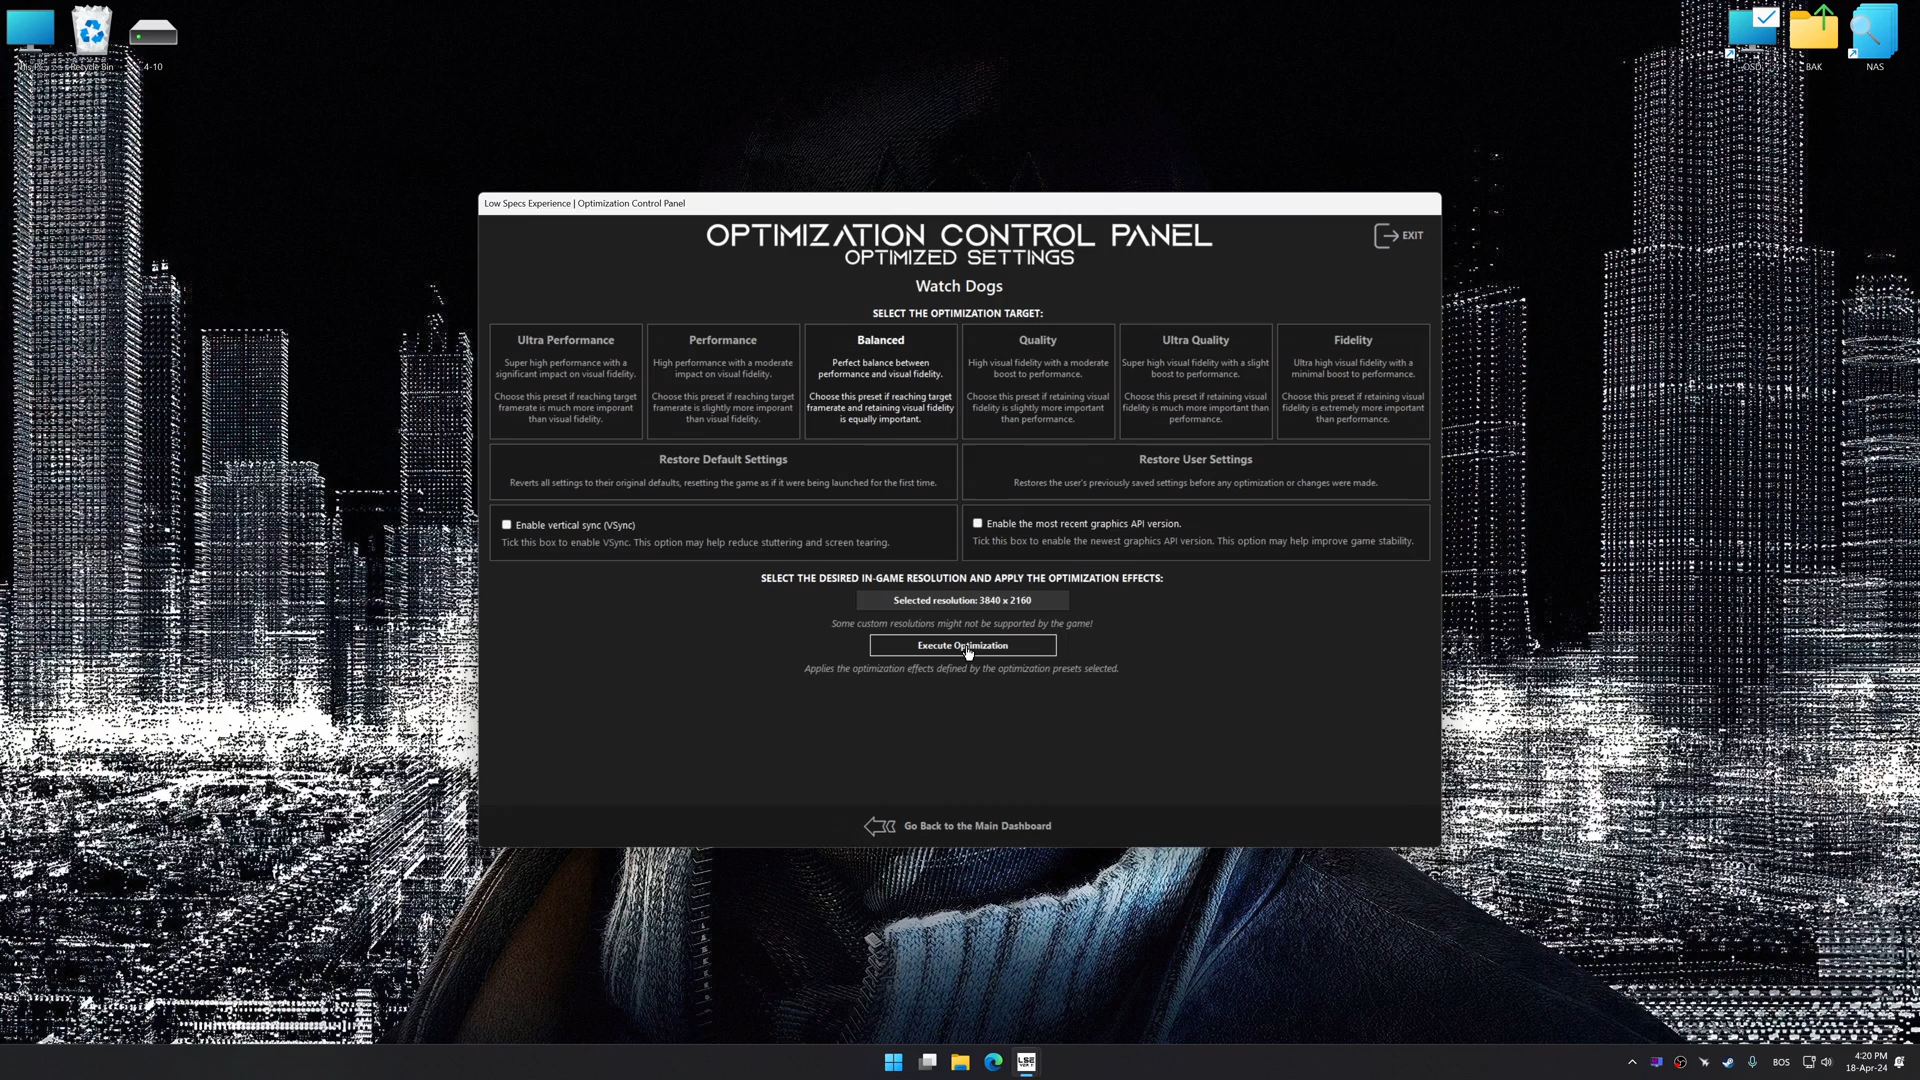 Recycle Bin
4-10
OSD
BAK
NAS
Low Specs Experience | Optimization Control Panel
OPTIMIZATION CONTROL PANEL
OPTIMIZED SETTINGS
EXIT
Watch Dogs
SELECT THE OPTIMIZATION TARGET:
Ultra Performance
Super high performance with a
significant impact on visual fidelity.
Choose this preset if reaching target
framerate is much more imporant
than visual fidelity.
Performance
High performance with a moderate
impact on visual fidelity.
Choose this preset if reaching target
framerate is slightly more imporant
than visual fidelity.
Balanced
Perfect balance between
performance and visual fidelity.
Choose this preset if reaching target
framerate and retaining visual fidelity
is equally important.
Quality
High visual fidelity with a moderate
boost to performance.
Choose this preset if retaining visual
fidelity is slightly more important
than performance.
Ultra Quality
Super high visual fidelity with a slight
boost to performance.
Choose this preset if retaining visual
fidelity is much more important than
performance.
Fidelity
Ultra high visual fidelity with a
minimal boost to performance.
Choose this preset if retaining visual
fidelity is extremely more important
than performance.
Restore Default Settings
Reverts all settings to their original defaults, resetting the game as if it were being launched for the first time.
Restore User Settings
Restores the user's previously saved settings before any optimization or changes were made.
Enable vertical sync (VSync)
Tick this box to enable VSync. This option may help reduce stuttering and screen tearing.
Enable the most recent graphics API version.
Tick this box to enable the newest graphics API version. This option may help improve game stability.
SELECT THE DESIRED IN-GAME RESOLUTION AND APPLY THE OPTIMIZATION EFFECTS:
Selected resolution: 3840 x 2160
Some custom resolutions might not be supported by the game!
Execute Optimization
Applies the optimization effects defined by the optimization presets selected.
Go Back to the Main Dashboard
LSE
BOS
4:20 PM
18-Apr-24